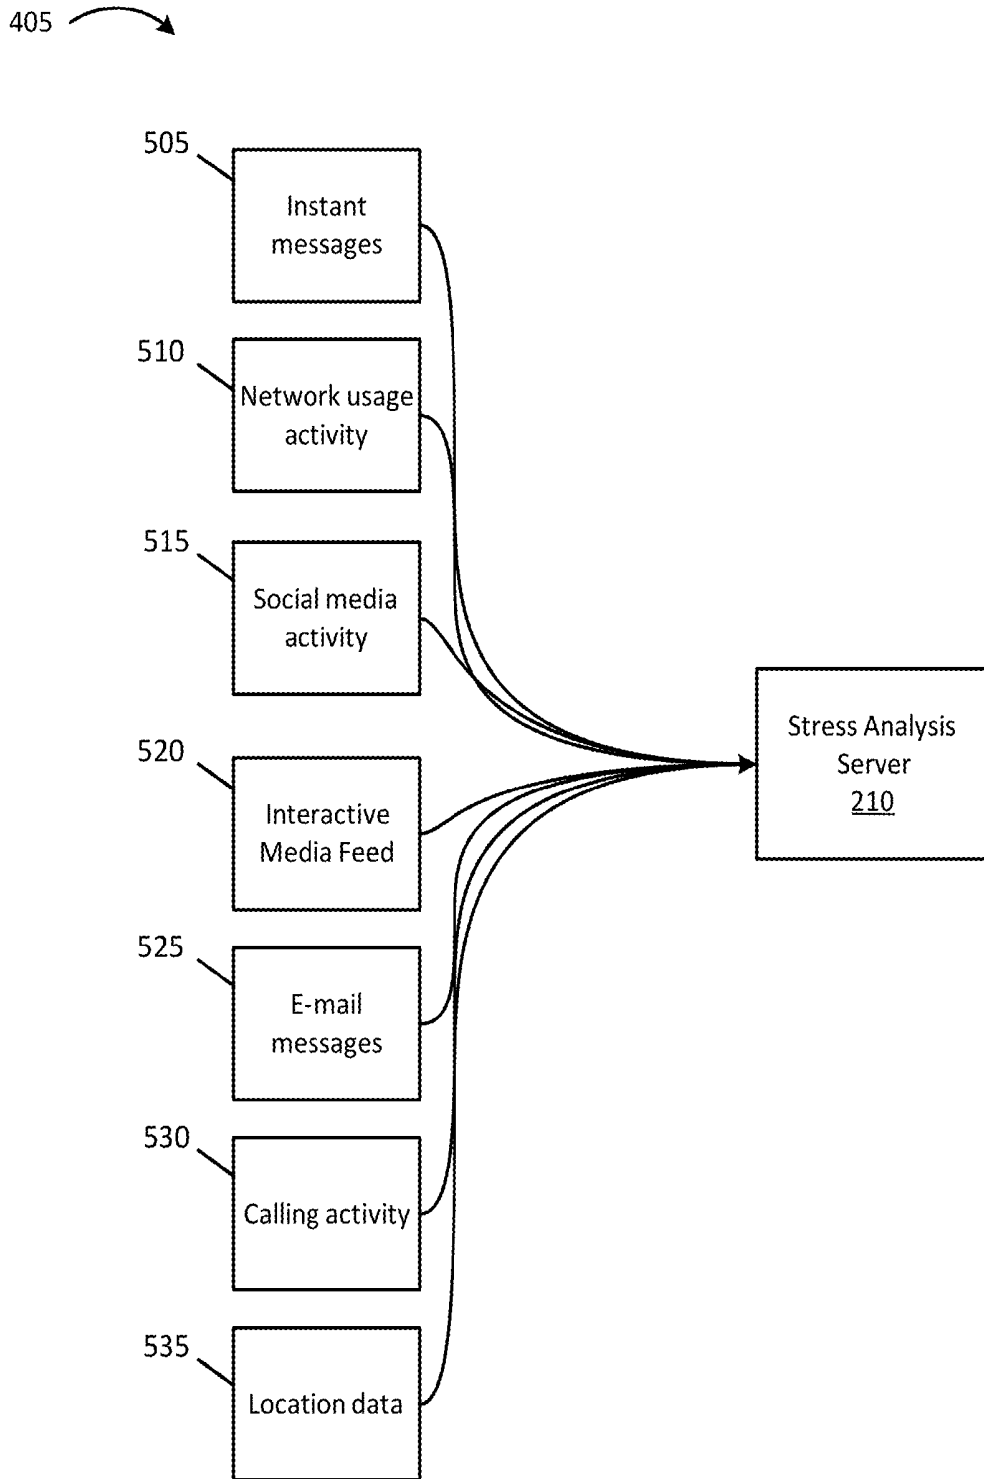 405
505
Instant
messages
510
Network usage
activity
515
Social media
activity
520
Interactive
Media Feed
525
E-mail
messages
530
Calling activity
535
Location data
Stress Analysis
Server
210